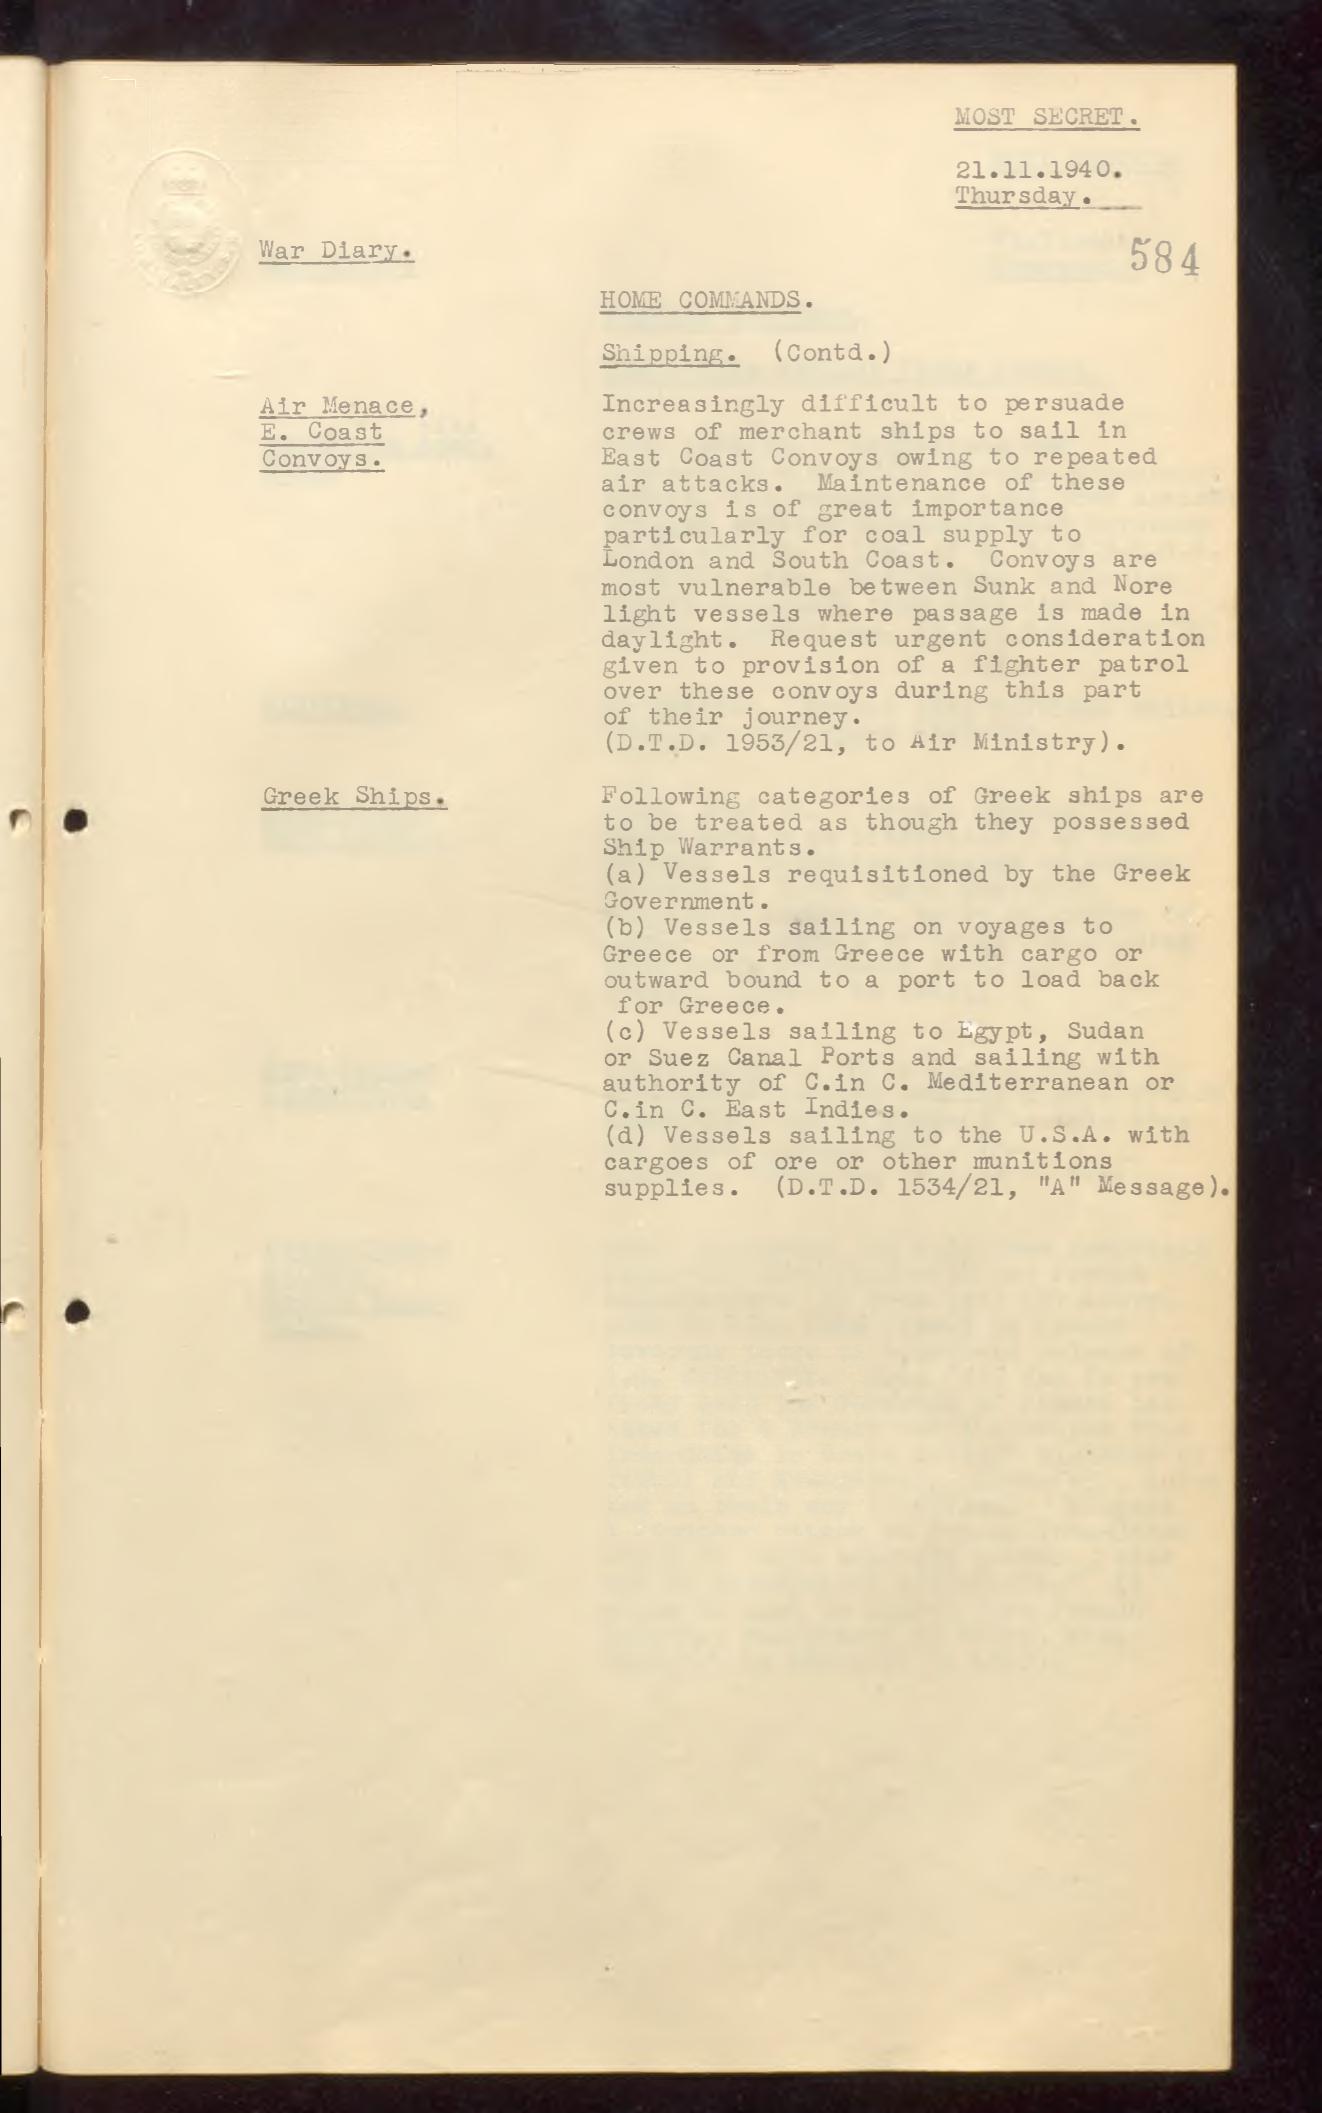 MOST SECRET.
21.11.1940.
Thursday.
War Diary.
584
HOME COMMANDS.
Shipping. (Contd.)
Air Menace,
E. Coast
Convoys.
Increasingly difficult to persuade
crews of merchant ships to sail in
East Coast Convoys owing to repeated
air attacks. Maintenance of these
convoys is of great importance
particularly for coal supply to
London and South Coast. Convoys are
most vulnerable between Sunk and Nore
light vessels where passage is made in
daylight. Request urgent consideration
given to provision of a fighter patrol
over these convoys during this part
of their journey.
(D.T.D. 1953/21, to Air Ministry).
Greek Ships.
Following categories of Greek ships are
to be treated as though they possessed
Ship Warrants.
(a) Vessels requisitioned by the Greek
Government.
(b) Vessels sailing on voyages to
Greece or from Greece with cargo or
outward bound to a port to load back
for Greece.
(c) Vessels sailing to Egypt, Sudan
or Suez Canal Ports and sailing with
authority of C.in C. Mediterranean or
C.in C. East Indies.
(d) Vessels sailing to the U.S.A. with
cargoes of ore or other munitions
supplies. (D.T.D. 1534/21, "A" Message).